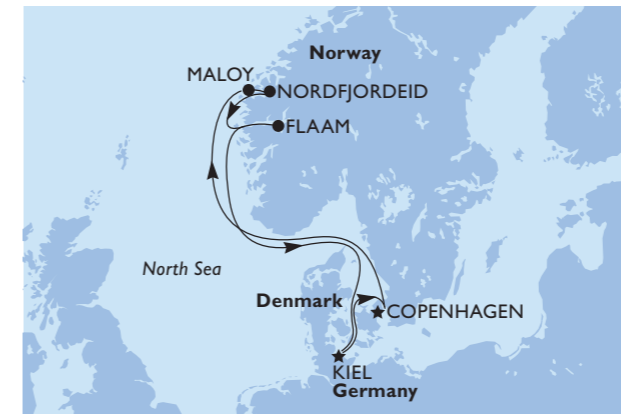 Norway
MALOY
NORDFJORDEID
FLAAM
North Sea
Denmark
COPENHAGEN
KIEL
Germany